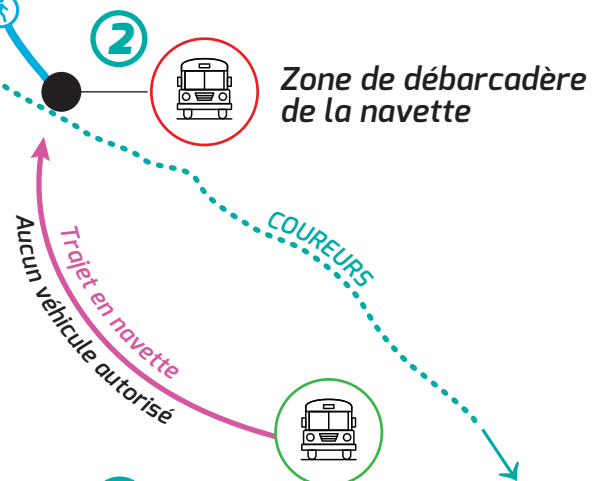 2
Zone de débarcadère
de la navette
COUREURS
Trajet en navette
Aucun véhicule autorisé